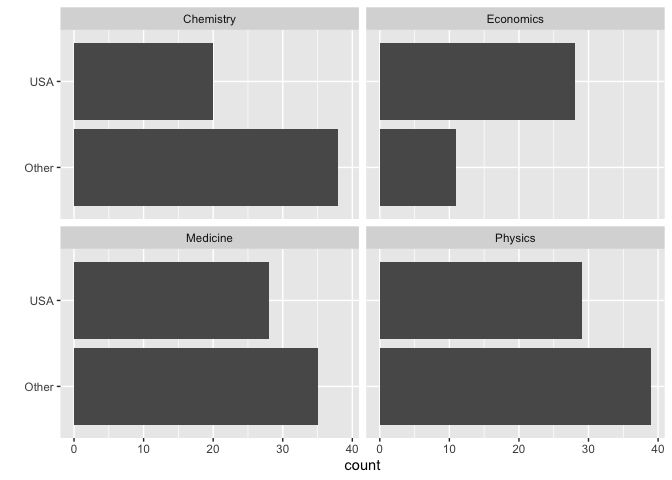 Chemistry
Economics
USA
Other
Medicine
Physics
USA
Other
0 10 20 30 40
0 10 20 30 40
count